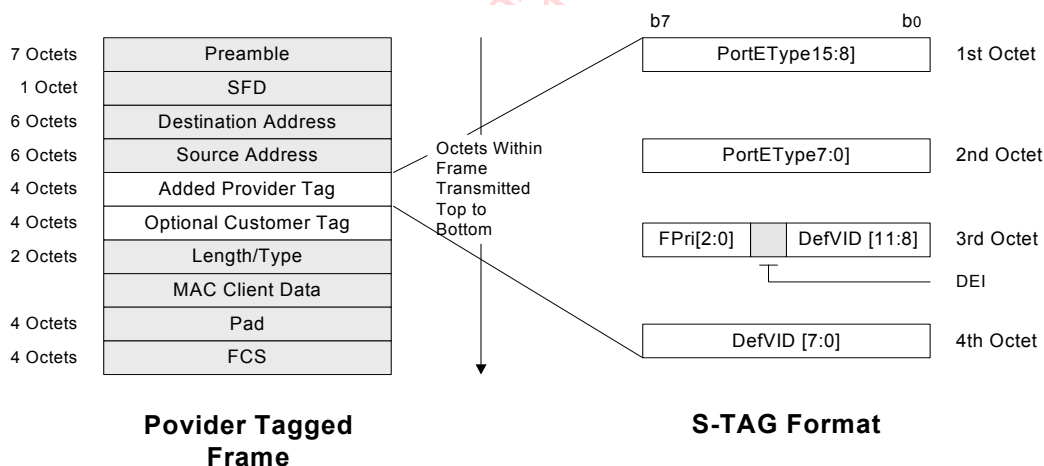 b7 b0
7 Octets Preamble PortEType15:8] 1st Octet
1 Octet SFD
6 Octets Destination Address
6 Octets Source Address PortEType7:0] 2nd Octet
Octets Within
Frame
Transmitted
Top to
Bottom
4 Octets Added Provider Tag
4 Octets Optional Customer Tag FPri[2:0] DefVID [11:8] 3rd Octet
2 Octets Length/Type
MAC Client Data DEI
4 Octets Pad DefVID [7:0] 4th Octet
4 Octets FCS
Povider Tagged
Frame
S-TAG Format